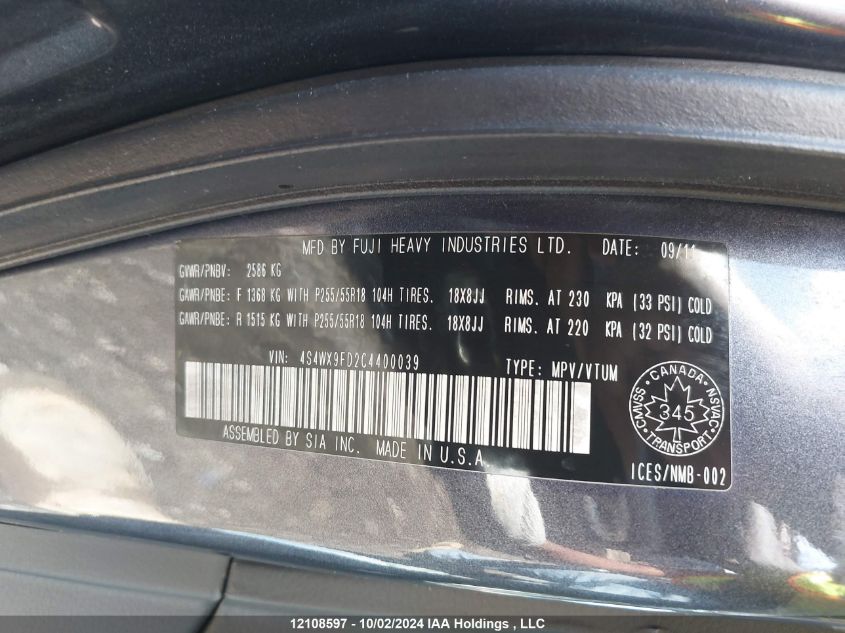 MFD BY FUJI HEAVY INDUSTRIES LTD. DATE: 09/11
GVWR/PNBV: 2586 KG
GAWR/PNBE: F 1368 KG WITH P255/55R18 104H TIRES. 18X8JJ RIMS. AT 230 KPA (33 PSI) COLD
GAWR/PNBE: R 1515 KG WITH P255/55R18 104H TIRES. 18X8JJ RIMS. AT 220 KPA (32 PSI) COLD
VIN: 4S4WX9FD2C4400039 TYPE: MPV/VTUM
ASSEMBLED BY SIA INC. MADE IN U.S.A.
CANADA
CMVSS 345 NSVAC
TRANSPORT
ICES/NMB-002
12108597 - 10/02/2024 IAA Holdings , LLC